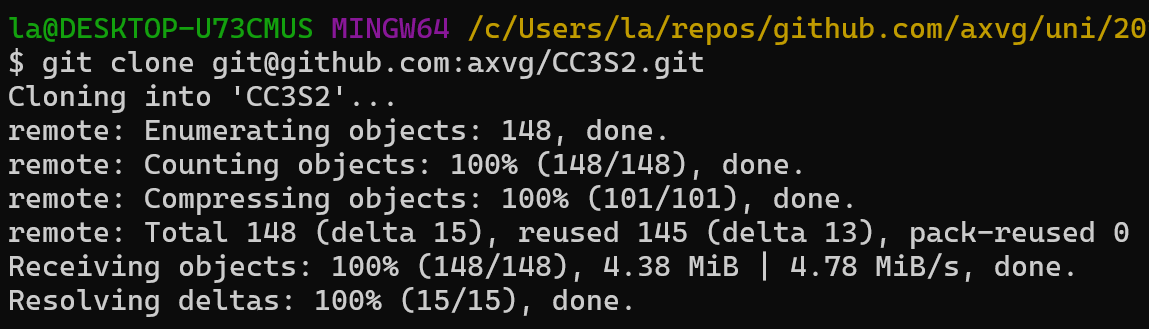 la@DESKTOP-U73CMUS MINGW64 /c/Users/la/repos/github.com/axvg/uni/20
$ git clone git@github.com:axvg/CC3S2.git
Cloning into 'CC3S2'...
remote: Enumerating objects: 148, done.
remote: Counting objects: 100% (148/148), done.
remote: Compressing objects: 100% (101/101), done.
remote: Total 148 (delta 15), reused 145 (delta 13), pack-reused 0
Receiving objects: 100% (148/148), 4.38 MiB | 4.78 MiB/s, done.
Resolving deltas: 100% (15/15), done.